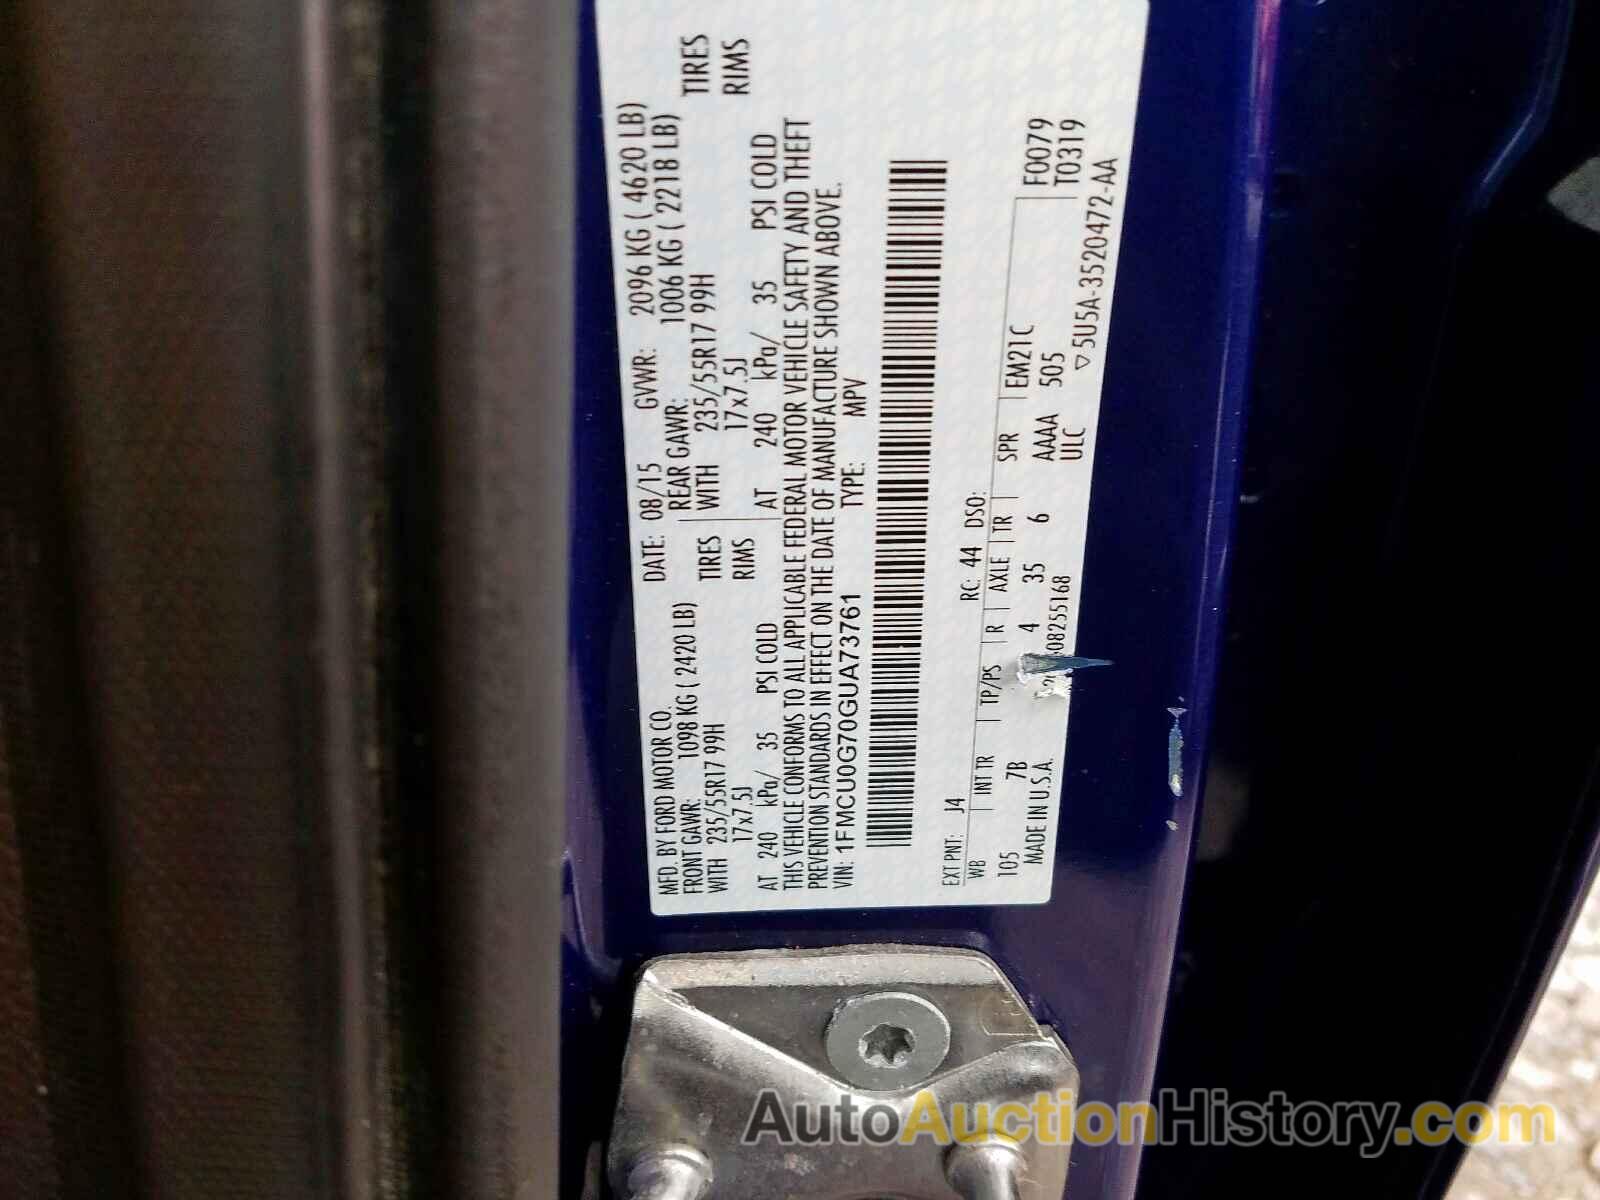 MFD. BY FORD MOTOR CO.
DATE: 08/15 GVWR: 2096 KG ( 4620 LB)
FRONT GAWR: 1098 KG ( 2420 LB) REAR GAWR: 1006 KG ( 2218 LB)
WITH 235/55R17 99H TIRES WITH 235/55R17 99H TIRES
17x7.5J RIMS 17x7.5J RIMS
AT 240 kPa/ 35 PSI COLD AT 240 kPa/ 35 PSI COLD
THIS VEHICLE CONFORMS TO ALL APPLICABLE FEDERAL MOTOR VEHICLE SAFETY AND THEFT
PREVENTION STANDARDS IN EFFECT ON THE DATE OF MANUFACTURE SHOWN ABOVE.
VIN: 1FMCU0G70GUA73761 TYPE: MPV
EXT PNT: J4 RC: 44 DSO:
WB INT TR TP/PS R AXLE TR SPR EM21C F0079
105 7B 4 35 6 AAAA 505 T0319
MADE IN U.S.A. 08255168 ULC ▽5U5A-3520472-AA
AutoAuctionHistory.com